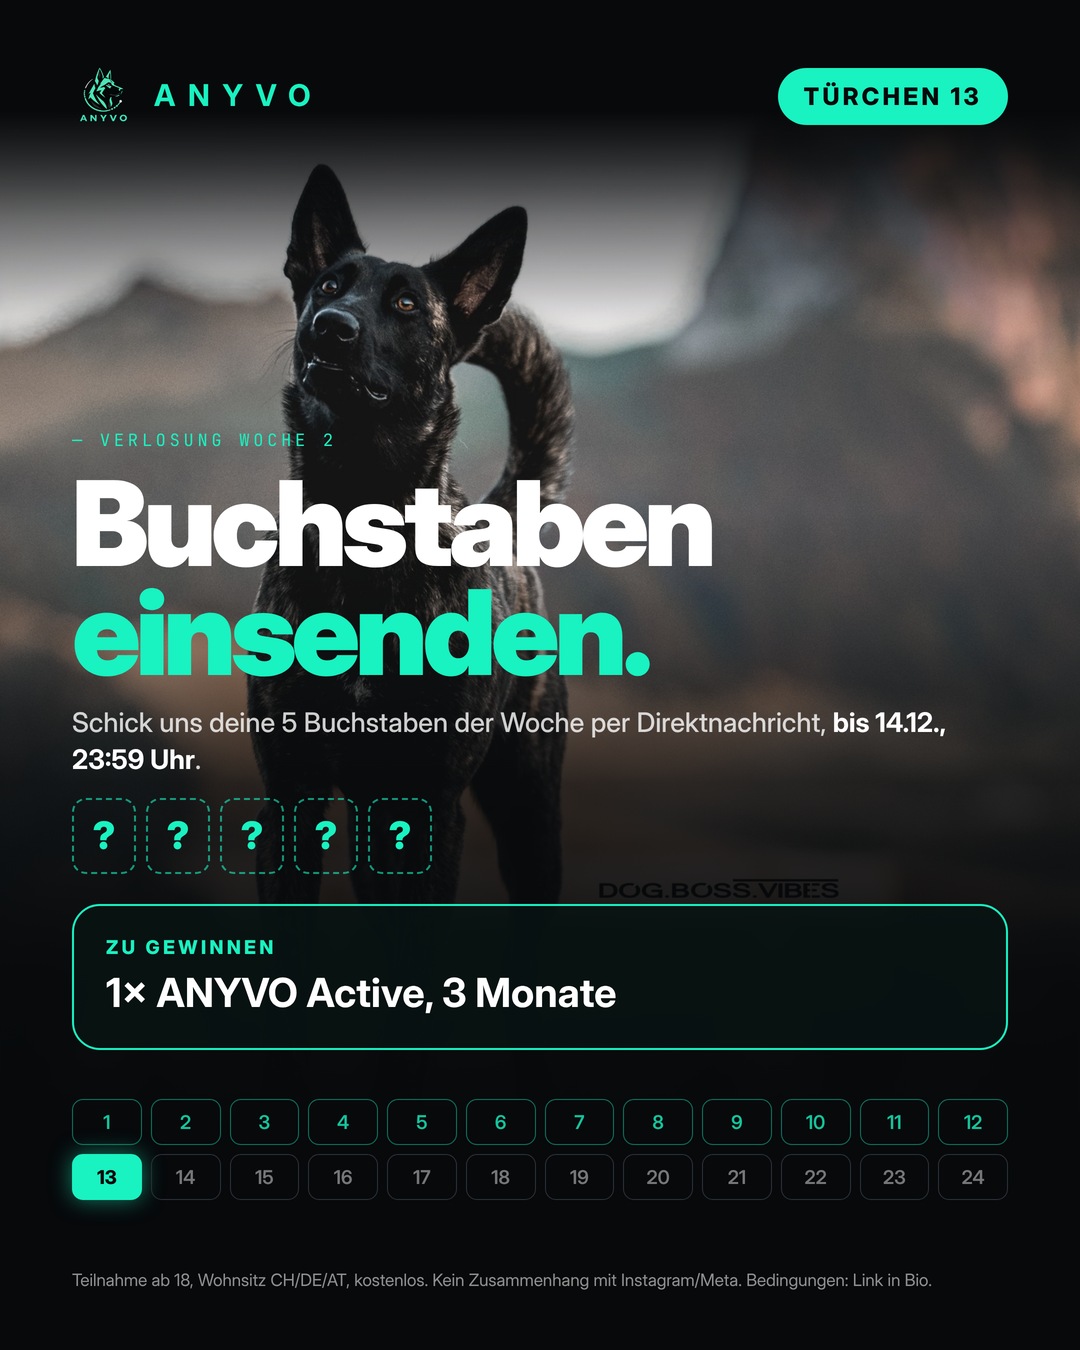 ANYVO
ANYVO
TÜRCHEN 13
— VERLOSUNG WOCHE 2
Buchstaben
einsenden.
Schick uns deine 5 Buchstaben der Woche per Direktnachricht, bis 14.12.,
23:59 Uhr.
? ? ? ? ?
DOG.BOSS.VIBES
ZU GEWINNEN
1× ANYVO Active, 3 Monate
1 2 3 4 5 6 7 8 9 10 11 12
13 14 15 16 17 18 19 20 21 22 23 24
Teilnahme ab 18, Wohnsitz CH/DE/AT, kostenlos. Kein Zusammenhang mit Instagram/Meta. Bedingungen: Link in Bio.